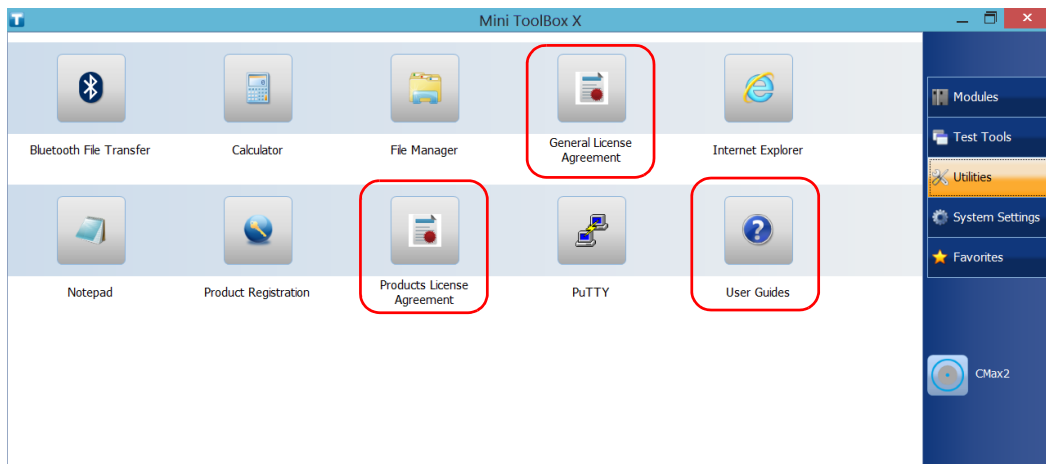 Mini ToolBox X
Bluetooth File Transfer
Calculator
File Manager
General License
Agreement
Internet Explorer
Notepad
Product Registration
Products License
Agreement
PuTTY
User Guides
Modules
Test Tools
Utilities
System Settings
Favorites
CMax2